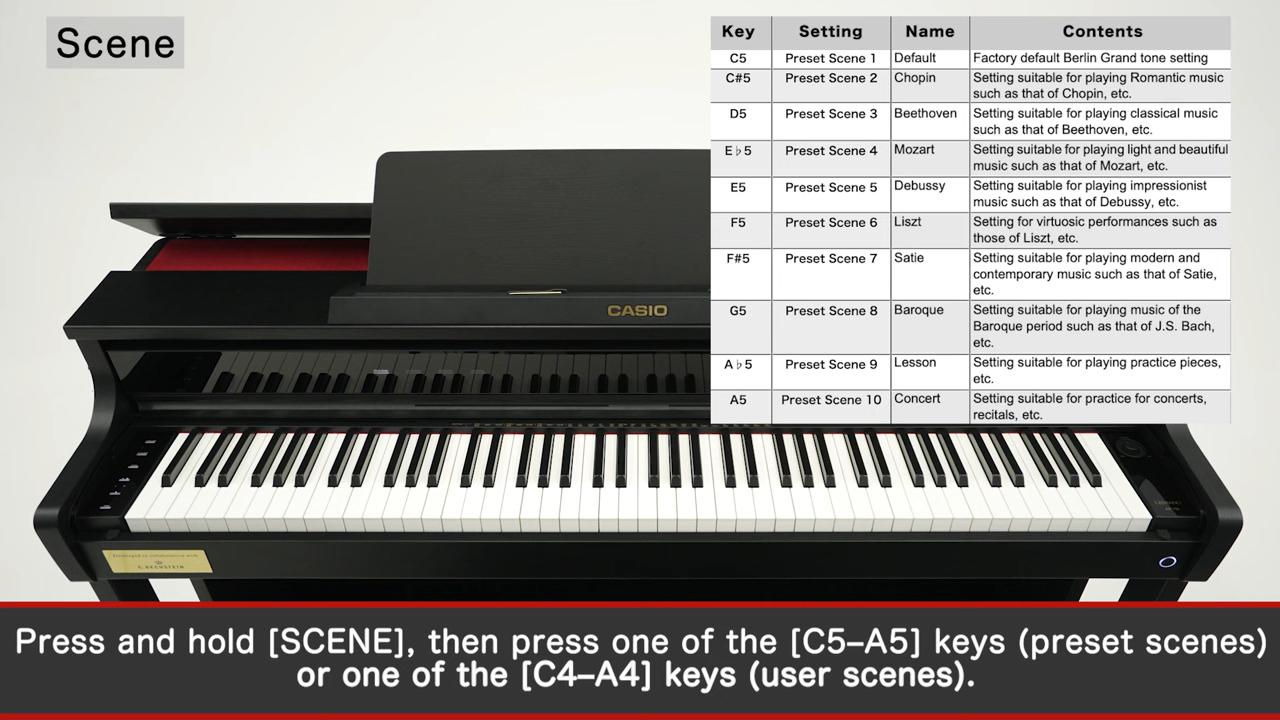 Scene
Key Setting Name Contents
C5 Preset Scene 1 Default Factory default Berlin Grand tone setting
C#5 Preset Scene 2 Chopin Setting suitable for playing Romantic music
such as that of Chopin, etc.
D5 Preset Scene 3 Beethoven Setting suitable for playing classical music
such as that of Beethoven, etc.
E♭5 Preset Scene 4 Mozart Setting suitable for playing light and beautiful
music such as that of Mozart, etc.
E5 Preset Scene 5 Debussy Setting suitable for playing impressionist
music such as that of Debussy, etc.
F5 Preset Scene 6 Liszt Setting for virtuosic performances such as
those of Liszt, etc.
F#5 Preset Scene 7 Satie Setting suitable for playing modern and
contemporary music such as that of Satie,
etc.
G5 Preset Scene 8 Baroque Setting suitable for playing music of the
Baroque period such as that of J.S. Bach,
etc.
A♭5 Preset Scene 9 Lesson Setting suitable for playing practice pieces,
etc.
A5 Preset Scene 10 Concert Setting suitable for practice for concerts,
recitals, etc.
CASIO
C. BECHSTEIN
Press and hold [SCENE], then press one of the [C5–A5] keys (preset scenes)
or one of the [C4–A4] keys (user scenes).